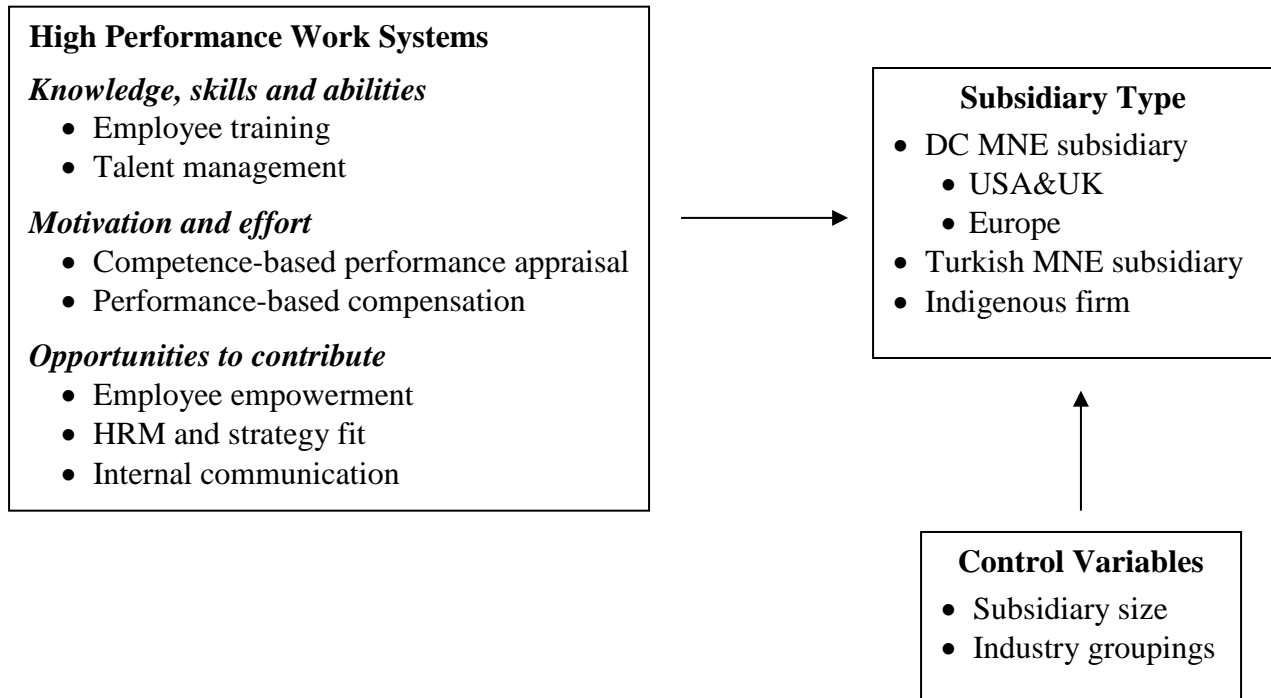 High Performance Work Systems
Knowledge, skills and abilities
• Employee training
• Talent management
Motivation and effort
• Competence-based performance appraisal
• Performance-based compensation
Opportunities to contribute
• Employee empowerment
• HRM and strategy fit
• Internal communication
Subsidiary Type
• DC MNE subsidiary
• USA&UK
• Europe
• Turkish MNE subsidiary
• Indigenous firm
Control Variables
• Subsidiary size
• Industry groupings